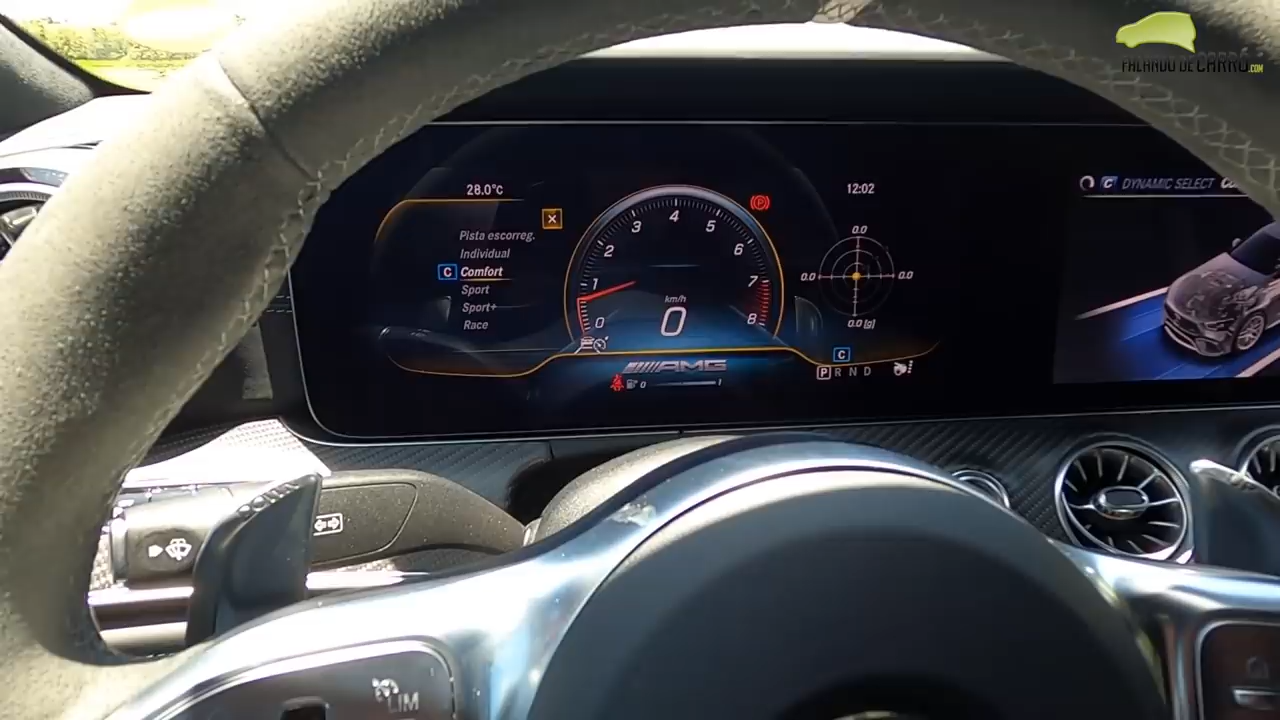 FALANDO DE CARRO.COM
28.0°C
12:02
Pista escorreg.
Individual
C Comfort
Sport
Sport+
Race
0 1 2 3 4 5 6 7 8
km/h
0
P
0.0
0.0 0.0
0.0 [g]
C DYNAMIC SELECT
AMG
0 1
C
P R N D
LIM